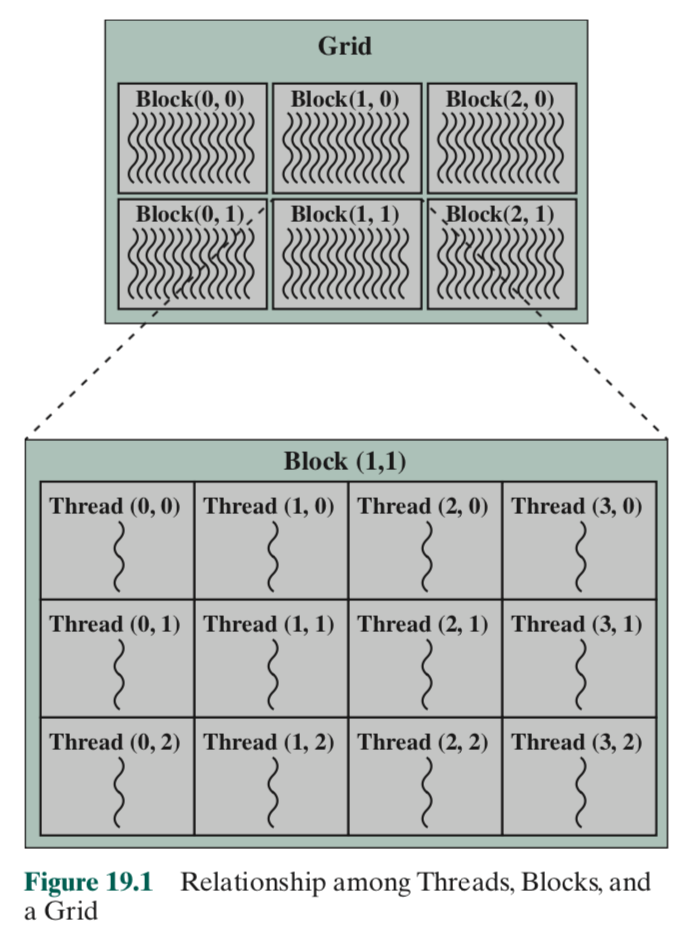 Grid
Block(0, 0) Block(1, 0) Block(2, 0)
Block(0, 1) Block(1, 1) Block(2, 1)
Block (1,1)
Thread (0, 0) Thread (1, 0) Thread (2, 0) Thread (3, 0)
Thread (0, 1) Thread (1, 1) Thread (2, 1) Thread (3, 1)
Thread (0, 2) Thread (1, 2) Thread (2, 2) Thread (3, 2)
Figure 19.1 Relationship among Threads, Blocks, and
a Grid